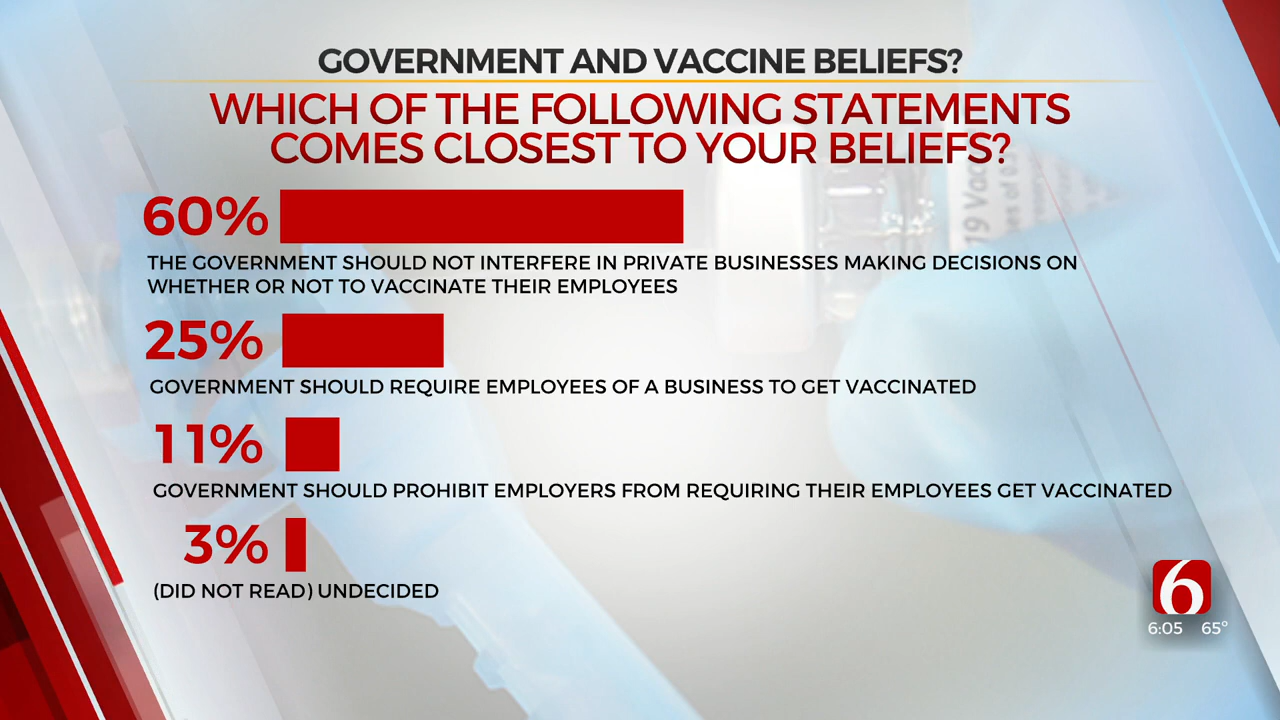 GOVERNMENT AND VACCINE BELIEFS?
WHICH OF THE FOLLOWING STATEMENTS
COMES CLOSEST TO YOUR BELIEFS?
60%
THE GOVERNMENT SHOULD NOT INTERFERE IN PRIVATE BUSINESSES MAKING DECISIONS ON
WHETHER OR NOT TO VACCINATE THEIR EMPLOYEES
25%
GOVERNMENT SHOULD REQUIRE EMPLOYEES OF A BUSINESS TO GET VACCINATED
11%
GOVERNMENT SHOULD PROHIBIT EMPLOYERS FROM REQUIRING THEIR EMPLOYEES GET VACCINATED
3%
(DID NOT READ) UNDECIDED
6
6:05 65°